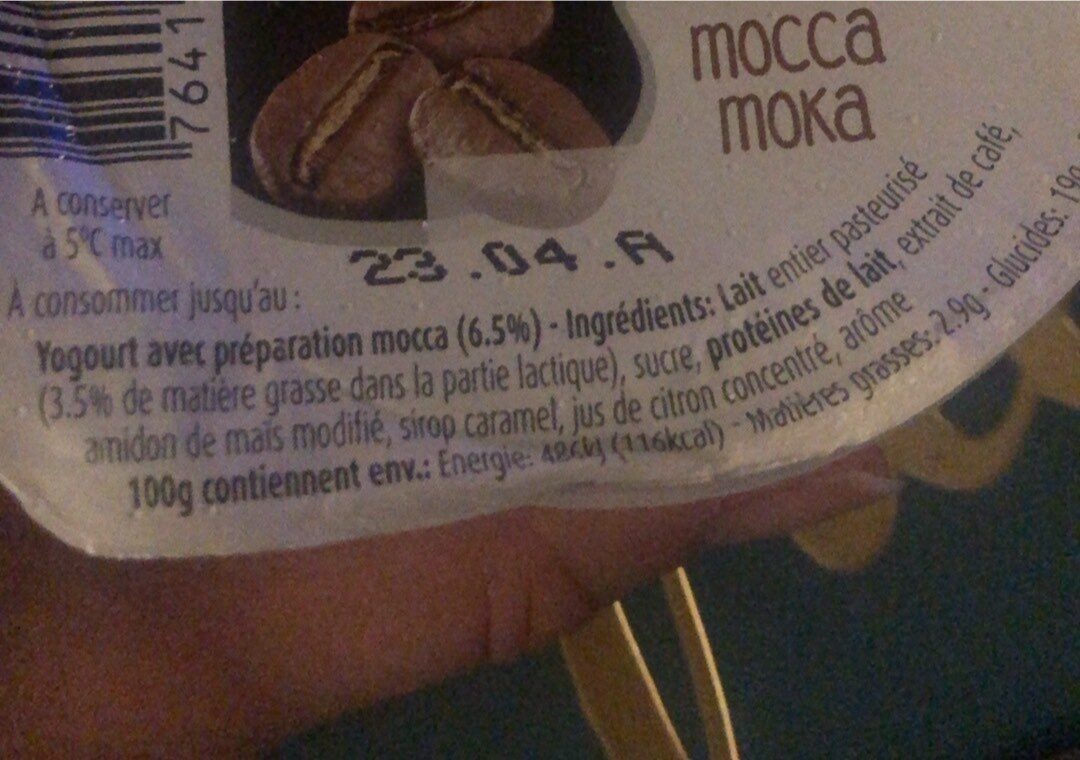 mocca
moka
7641
A conserver
à 5°C max
23.04.A
À consommer jusqu'au :
Yogourt avec préparation mocca (6.5%) - Ingrédients: Lait entier pasteurisé
(3.5% de matière grasse dans la partie lactique), sucre, protéines de lait, extrait de café,
amidon de maïs modifié, sirop caramel, jus de citron concentré, arôme
100g contiennent env.: Energie: (116kcal) - Matières grasses: 2.9g - Glucides: